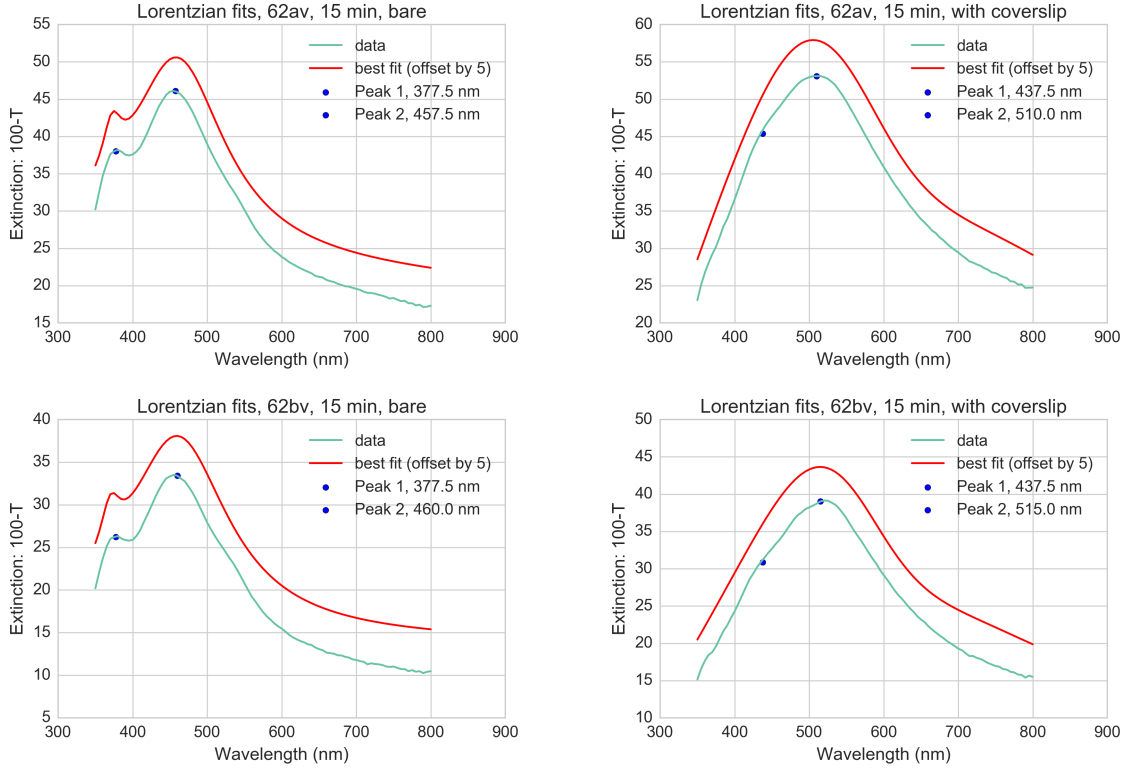 Lorentzian fits, 62av, 15 min, bare
55
50
45
40
35
30
25
20
15
Extinction: 100-T
data
best fit (offset by 5)
Peak 1, 377.5 nm
Peak 2, 457.5 nm
300 400 500 600 700 800 900
Wavelength (nm)
Lorentzian fits, 62av, 15 min, with coverslip
60
55
50
45
40
35
30
25
20
Extinction: 100-T
data
best fit (offset by 5)
Peak 1, 437.5 nm
Peak 2, 510.0 nm
300 400 500 600 700 800 900
Wavelength (nm)
Lorentzian fits, 62bv, 15 min, bare
40
35
30
25
20
15
10
5
Extinction: 100-T
data
best fit (offset by 5)
Peak 1, 377.5 nm
Peak 2, 460.0 nm
300 400 500 600 700 800 900
Wavelength (nm)
Lorentzian fits, 62bv, 15 min, with coverslip
50
45
40
35
30
25
20
15
10
Extinction: 100-T
data
best fit (offset by 5)
Peak 1, 437.5 nm
Peak 2, 515.0 nm
300 400 500 600 700 800 900
Wavelength (nm)